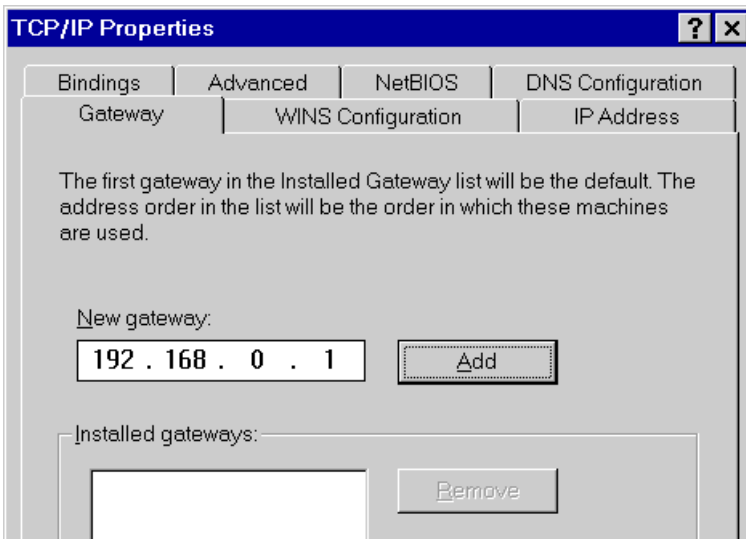 TCP/IP Properties
? ×
Bindings Advanced NetBIOS DNS Configuration
Gateway WINS Configuration IP Address
The first gateway in the Installed Gateway list will be the default. The
address order in the list will be the order in which these machines
are used.
New gateway:
192 . 168 . 0 . 1 Add
Installed gateways:
Remove